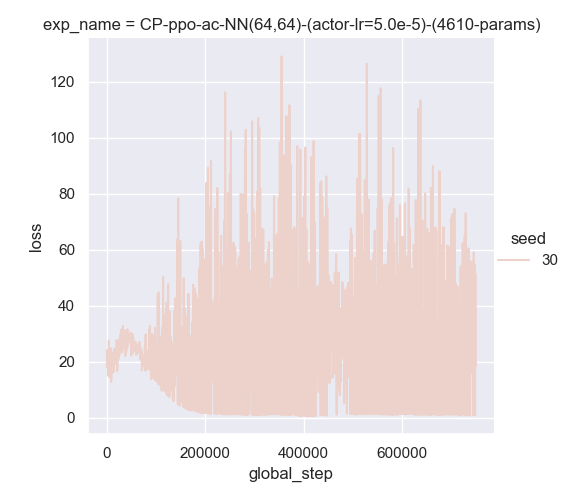 exp_name = CP-ppo-ac-NN(64,64)-(actor-lr=5.0e-5)-(4610-params)
120
100
80
60
40
20
0
loss
0 200000 400000 600000
global_step
seed
30